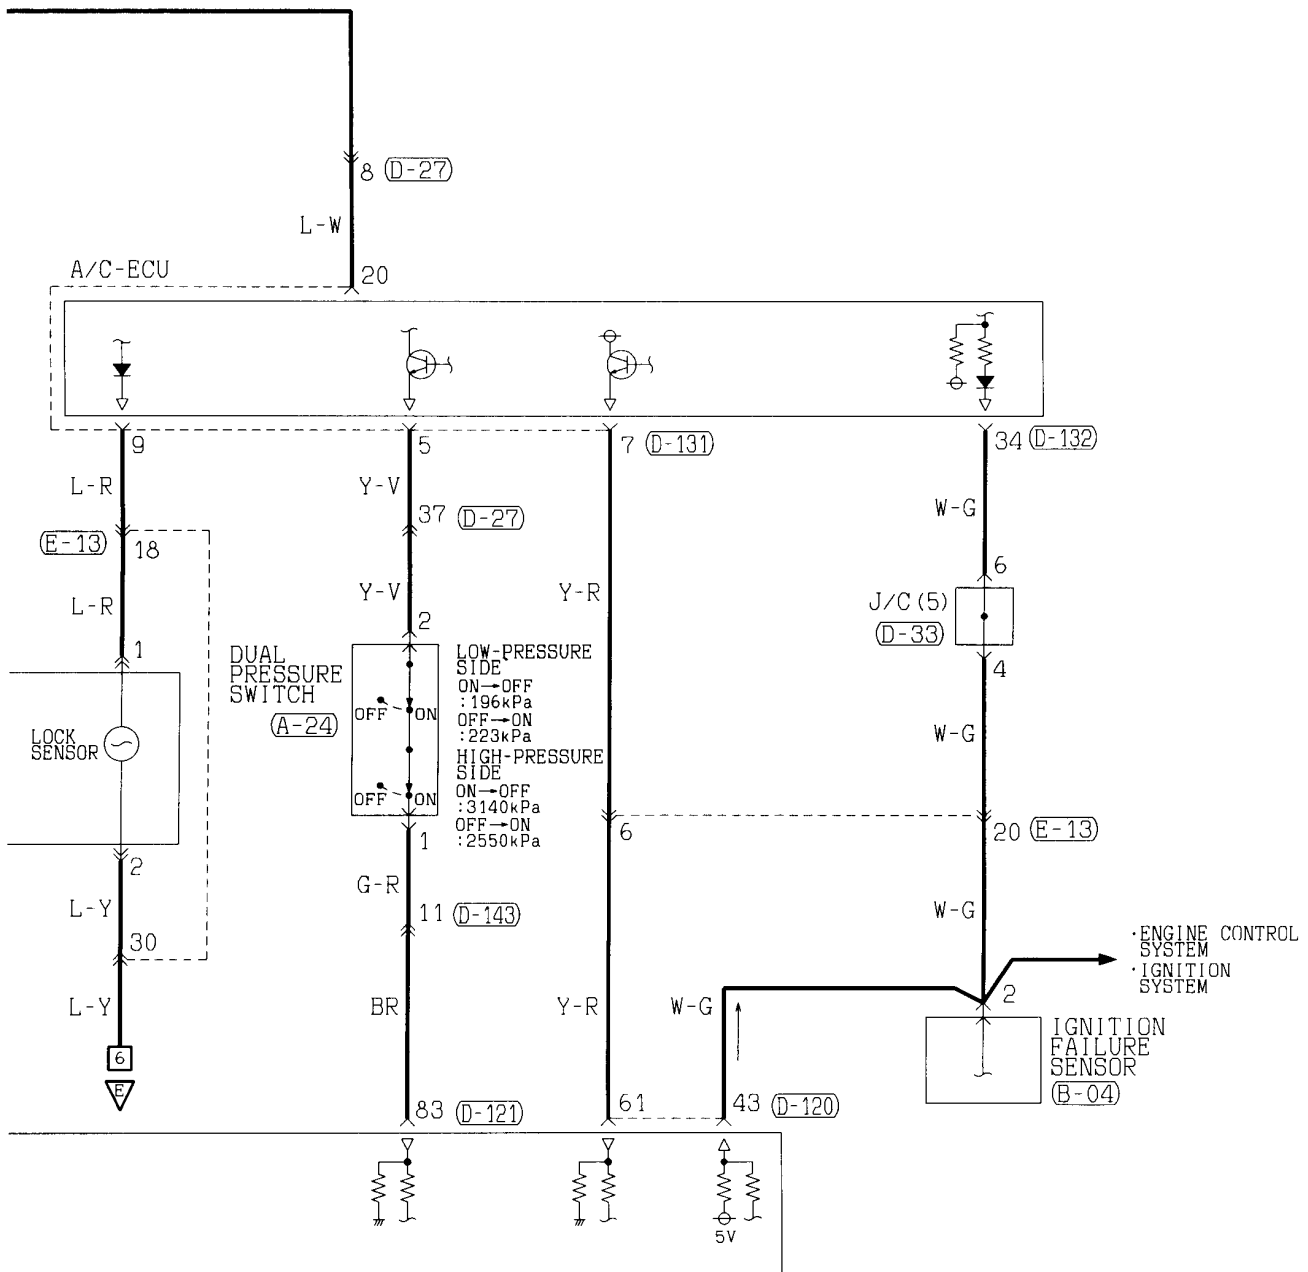 8 (D-27)
L-W
A/C-ECU
20
9
5
7 (D-131)
34 (D-132)
L-R
Y-V
W-G
37 (D-27)
(E-13)
18
6
L-R
Y-V
Y-R
J/C (5)
(D-33)
1
2
4
DUAL
PRESSURE
SWITCH
(A-24)
OFF
ON
OFF
ON
LOW-PRESSURE
SIDE
ON→OFF
:196kPa
OFF→ON
:223kPa
HIGH-PRESSURE
SIDE
ON→OFF
:3140kPa
OFF→ON
:2550kPa
LOCK
SENSOR
W-G
1
6
20 (E-13)
2
G-R
L-Y
11 (D-143)
W-G
30
·ENGINE CONTROL
SYSTEM
·IGNITION
SYSTEM
L-Y
BR
Y-R
W-G
2
IGNITION
FAILURE
SENSOR
(B-04)
6
E
83 (D-121)
61
43 (D-120)
5V